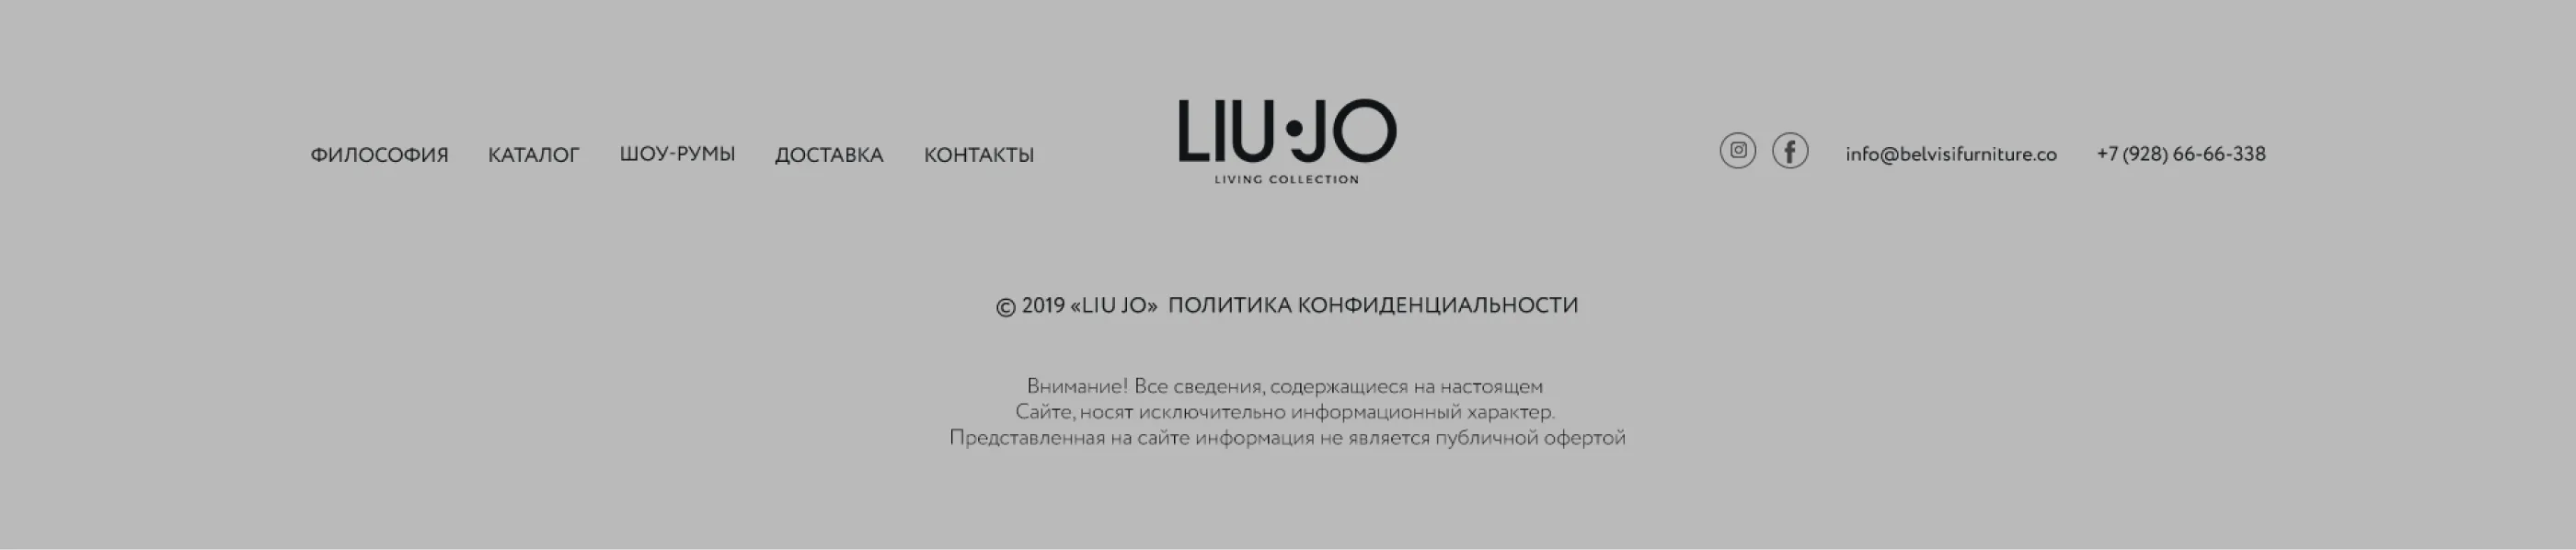 ФИЛОСОФИЯ КАТАЛОГ ШОУ-РУМЫ ДОСТАВКА КОНТАКТЫ LIU•JO info@belvisifurniture.co +7 (928) 66-66-338
LIVING COLLECTION
© 2019 «LIU JO» ПОЛИТИКА КОНФИДЕНЦИАЛЬНОСТИ
Внимание! Все сведения, содержащиеся на настоящем
Сайте, носят исключительно информационный характер.
Представленная на сайте информация не является публичной офертой